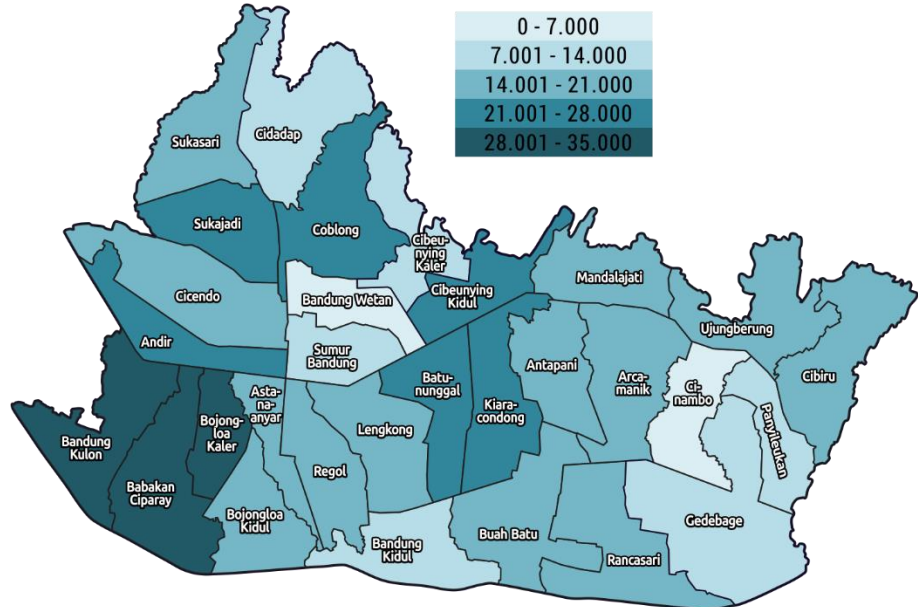 0 - 7.000
7.001 - 14.000
14.001 - 21.000
21.001 - 28.000
28.001 - 35.000
Sukasari
Cidadap
Sukajadi
Coblong
Cibeu-
nying
Kaler
Cicendo
Bandung Wetan
Cibeunying
Kidul
Mandalajati
Ujungberung
Andir
Sumur
Bandung
Antapani
Arca-
manik
Ci-
nambo
Cibiru
Batu-
nunggal
Kiara-
condong
Asta-
na-
anyar
Bojong-
loa
Kaler
Lengkong
Panyileukan
Bandung
Kulon
Babakan
Ciparay
Regol
Bojongloa
Kidul
Bandung
Kidul
Buah Batu
Gedebage
Rancasari